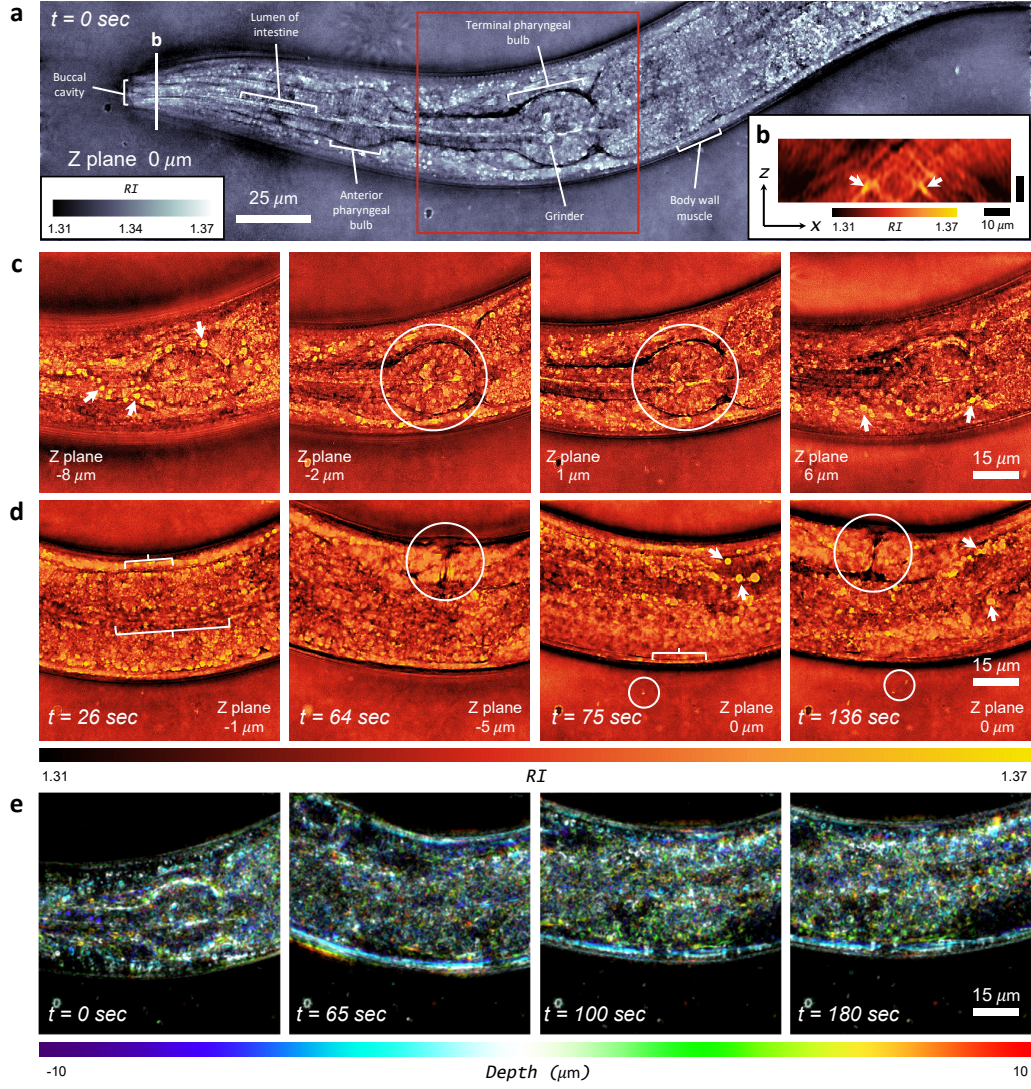 a
t = 0 sec
b
Lumen of
intestine
Terminal pharyngeal
bulb
Buccal
cavity
Z plane 0 μm
RI
1.31
1.34
1.37
25 μm
Anterior
pharyngeal
bulb
Grinder
Body wall
muscle
b
z
x
1.31
RI
1.37
10 μm
c
Z plane
-8 μm
Z plane
-2 μm
Z plane
1 μm
Z plane
6 μm
15 μm
d
t = 26 sec
Z plane
-1 μm
t = 64 sec
Z plane
-5 μm
t = 75 sec
Z plane
0 μm
t = 136 sec
Z plane
0 μm
15 μm
1.31
RI
1.37
e
t = 0 sec
t = 65 sec
t = 100 sec
t = 180 sec
15 μm
-10
Depth (μm)
10